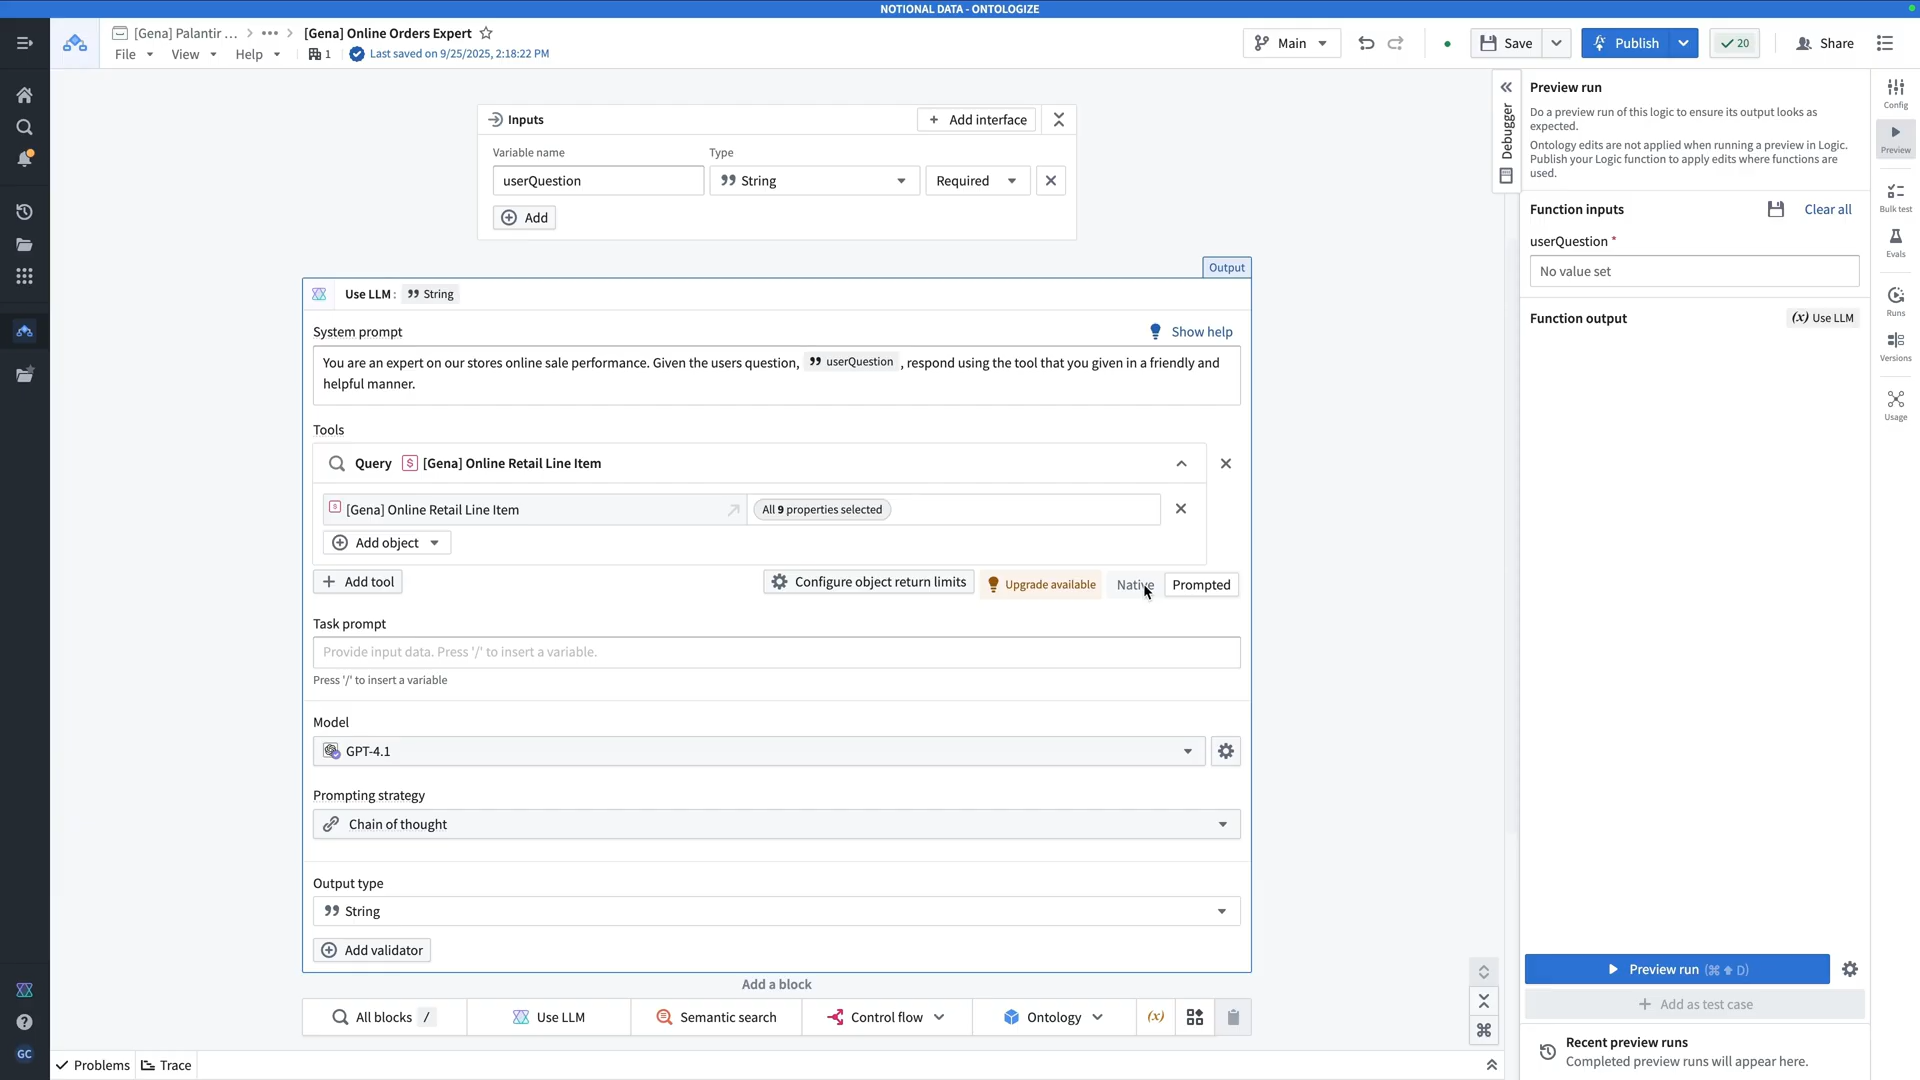 NOTIONAL DATA - ONTOLOGIZE
[Gena] Palantir ...
[Gena] Online Orders Expert
File
View
Help
1
Last saved on 9/25/2025, 2:18:22 PM
Main
Save
Publish
20
Share
Inputs
Add interface
Variable name
Type
userQuestion
String
Required
Add
Output
Use LLM : String
System prompt
Show help
You are an expert on our stores online sale performance. Given the users question, userQuestion , respond using the tool that you given in a friendly and
helpful manner.
Tools
Query [Gena] Online Retail Line Item
[Gena] Online Retail Line Item
All 9 properties selected
Add object
Add tool
Configure object return limits
Upgrade available
Native
Prompted
Task prompt
Provide input data. Press '/' to insert a variable.
Press '/' to insert a variable
Model
GPT-4.1
Prompting strategy
Chain of thought
Output type
String
Add validator
Add a block
All blocks /
Use LLM
Semantic search
Control flow
Ontology
(x)
Problems
Trace
Debugger
Preview run
Do a preview run of this logic to ensure its output looks as
expected.
Ontology edits are not applied when running a preview in Logic.
Publish your Logic function to apply edits where functions are
used.
Function inputs
Clear all
userQuestion *
No value set
Function output
(x) Use LLM
Preview run (⌘ ⇧ D)
Add as test case
Recent preview runs
Completed preview runs will appear here.
Config
Preview
Bulk test
Evals
Runs
Versions
Usage
GC